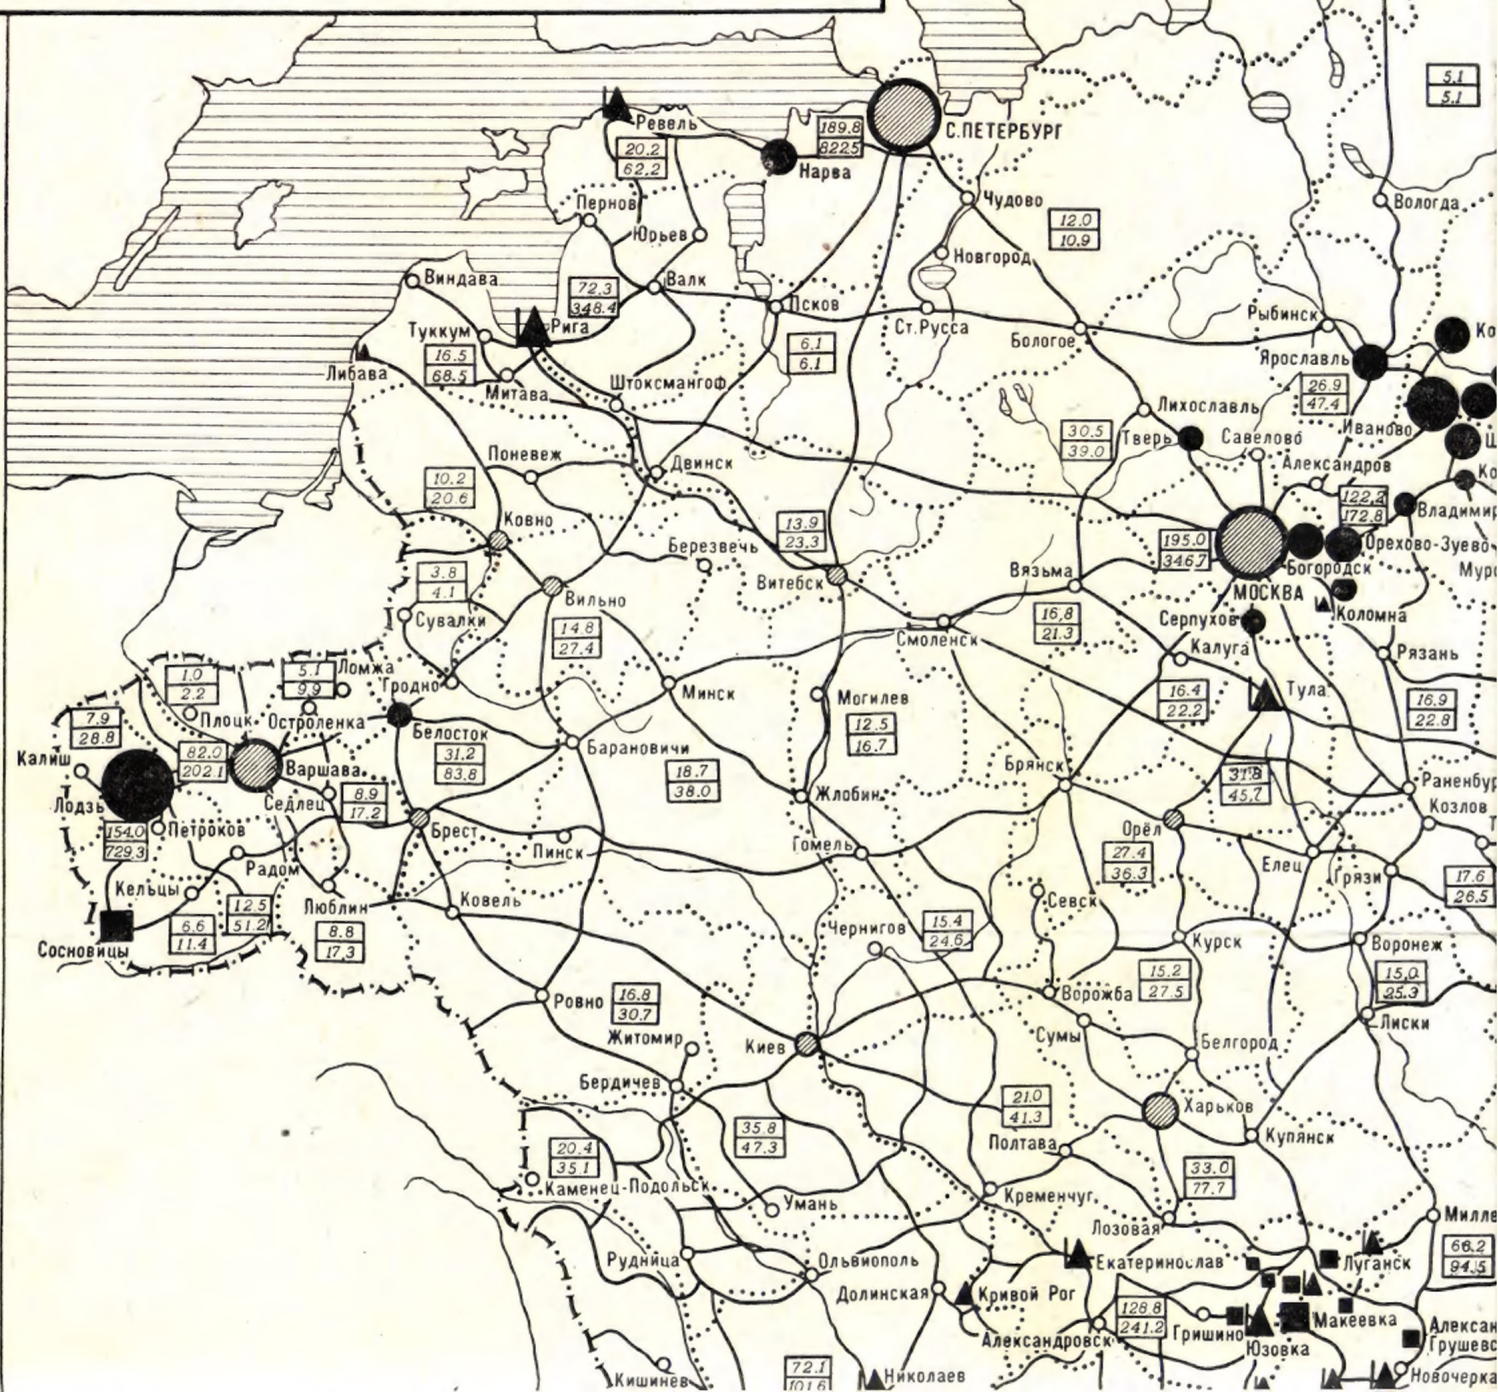 5.1
5.1
Ревель
20.2
62.2
189.8
822.5
С.ПЕТЕРБУРГ
Нарва
Чудово
Вологда
Пернов
Юрьев
12.0
10.9
Новгород
Виндава
72.3
348.4
Валк
Псков
Ст.Русса
Рыбинск
Туккум
Рига
Бологое
Ко
16.5
68.5
6.1
6.1
Ярославль
Либава
Митава
Штоксмангоф
26.9
47.4
Лихославль
Иваново
30.5
39.0
Тверь
Савелово
Ш
Поневеж
Двинск
Александров
Ко
10.2
20.6
122.2
172.8
Владимир
Ковно
13.9
23.3
195.0
346.7
Орехово-Зуево
Березвечь
Витебск
Вязьма
Богородск
Муро
3.8
4.1
Вильно
МОСКВА
Сувалки
14.8
27.4
Смоленск
16,8
21.3
Серпухов
Коломна
Калуга
Рязань
1.0
2.2
5.1
9.9
Ломжа
Гродно
Минск
Могилев
16.4
22.2
Тула
16.9
22.8
7.9
28.8
Плоцк
Остроленка
Белосток
12.5
16.7
31.2
83.8
Барановичи
Калиш
82.0
202.1
Варшава
18.7
38.0
Брянск
31.8
45.7
Раненбур
Лодзь
Седлец
8.9
17.2
Жлобин
Козлов
154.0
729.3
Петроков
Брест
Орёл
Т
Пинск
Гомель
27.4
36.3
Елец
Грязи
17.6
26.5
Радом
Кельцы
12.5
51.2
Люблин
Ковель
Севск
6.6
11.4
8.8
17.3
Чернигов
15.4
24.6
Курск
Воронеж
Сосновицы
15.2
27.5
15,0
25.3
Ровно
16.8
30.7
Ворожба
Лиски
Житомир
Киев
Сумы
Белгород
Бердичев
21.0
41.3
Харьков
35.8
47.3
Полтава
Купянск
20.4
35.1
33.0
77.7
Каменец-Подольск
Умань
Кременчуг
Лозовая
Милле
Рудница
Ольвиополь
Екатеринослав
Луганск
66.2
94.5
Долинская
Кривой Рог
128.8
241.2
Гришино
Макеевка
Алексан
Грушевс
Александровск
Юзовка
72.1
101.6
Кишинев
Николаев
Новочерка